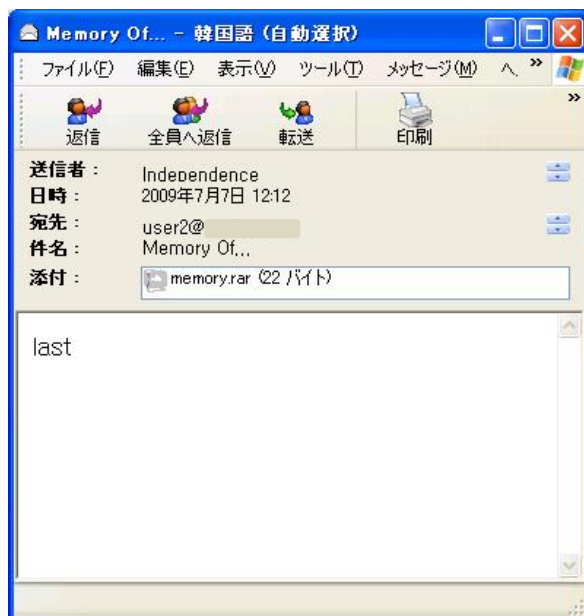 Memory Of... - 韓国語 (自動選択)
ファイル(F) 編集(E) 表示(V) ツール(T) メッセージ(M) ヘ »
»
返信 全員へ返信 転送 印刷
送信者: Independence
日時: 2009年7月7日 12:12
宛先: user2@
件名: Memory Of...
添付: memory.rar (22 バイト)
last